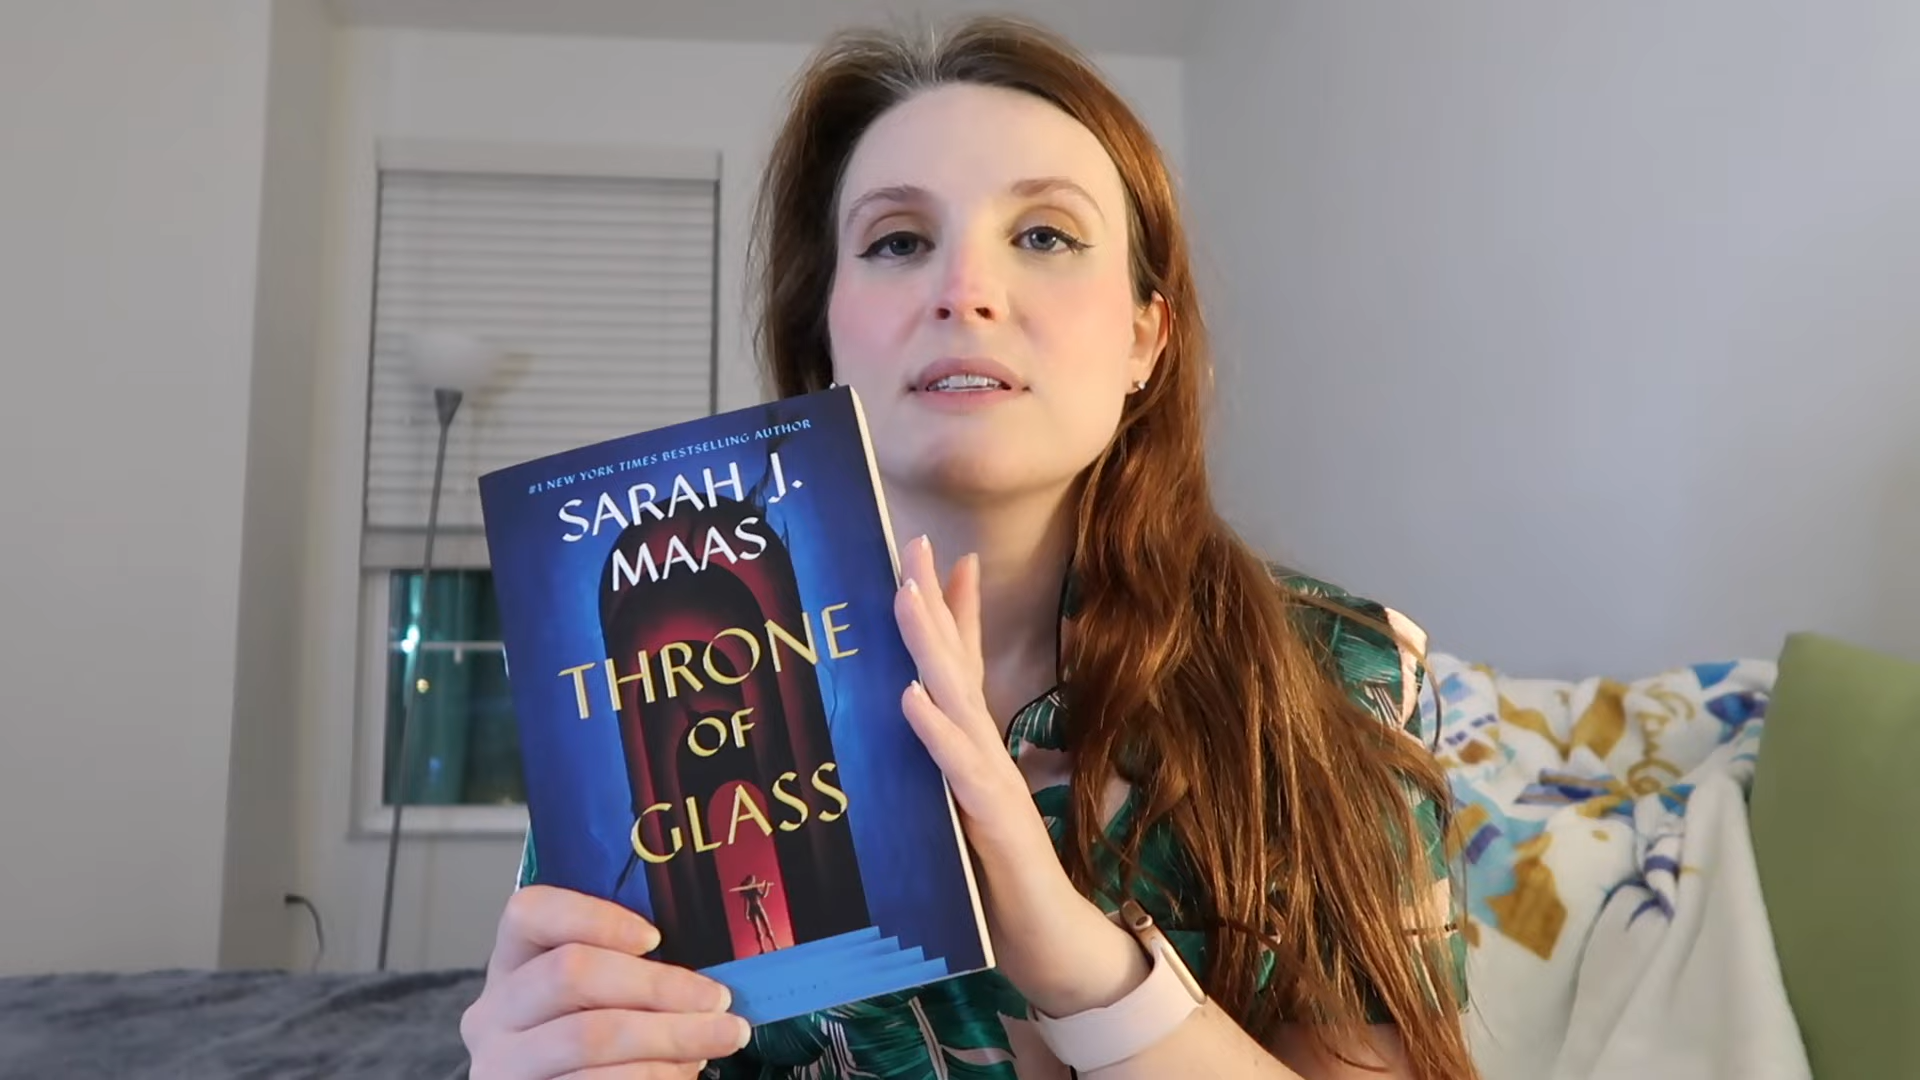 #1 NEW YORK TIMES BESTSELLING AUTHOR
SARAH J.
MAAS
THRONE
OF
GLASS